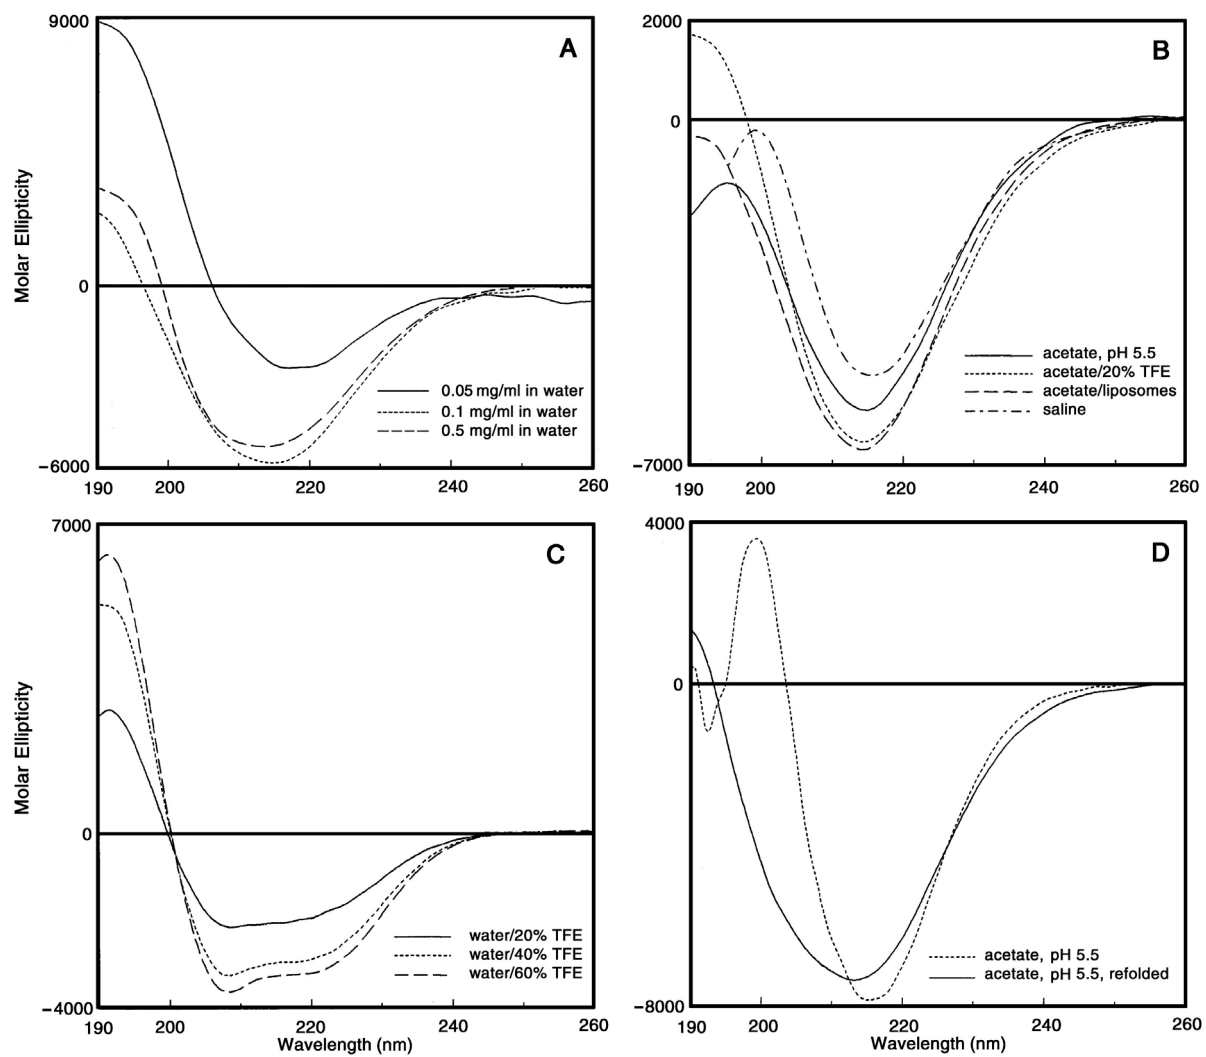 9000
A
0
Molar Ellipticity
0.05 mg/ml in water
0.1 mg/ml in water
0.5 mg/ml in water
−6000
190 200 220 240 260
2000
B
0
acetate, pH 5.5
acetate/20% TFE
acetate/liposomes
saline
−7000
190 200 220 240 260
7000
C
0
Molar Ellipticity
water/20% TFE
water/40% TFE
water/60% TFE
−4000
190 200 220 240 260
Wavelength (nm)
4000
D
0
acetate, pH 5.5
acetate, pH 5.5, refolded
−8000
190 200 220 240 260
Wavelength (nm)